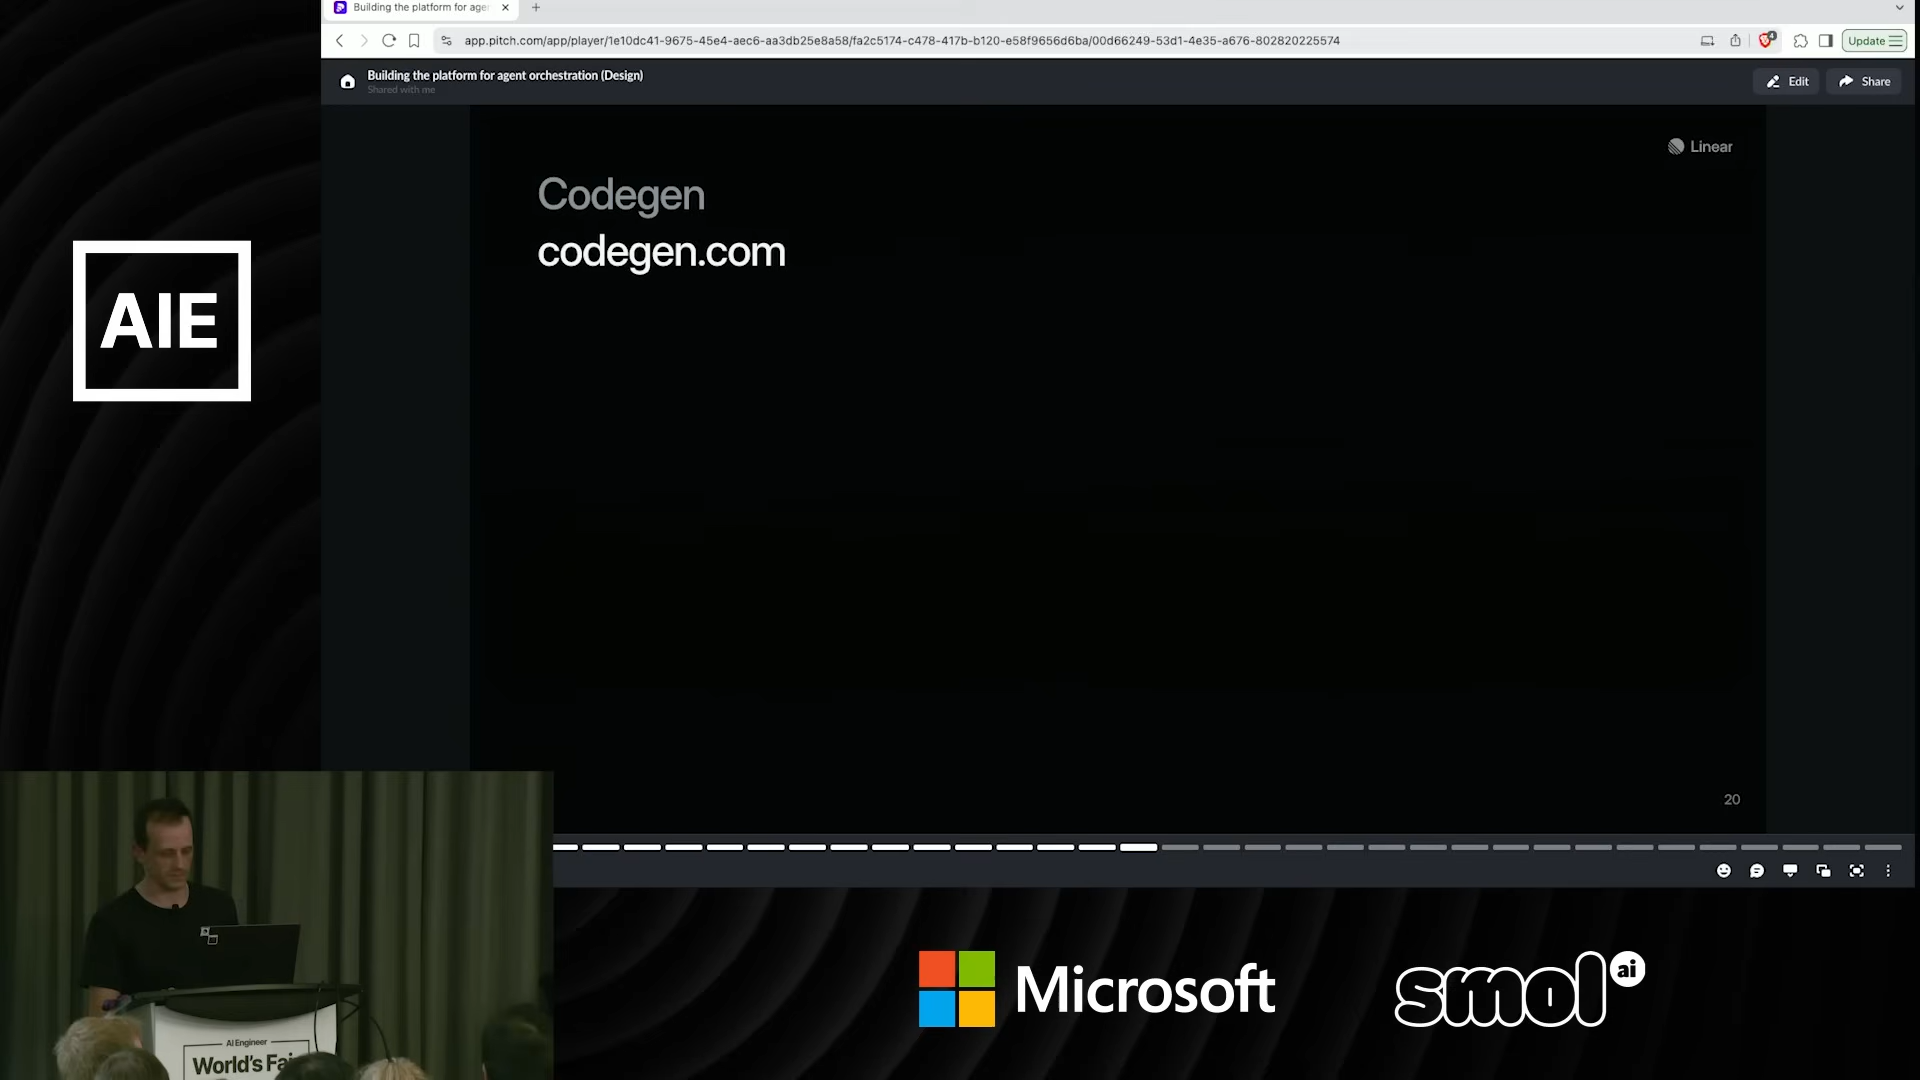 Building the platform for age
app.pitch.com/app/player/1e10dc41-9675-45e4-aec6-aa3db25e8a58/fa2c5174-c478-417b-b120-e58f9656d6ba/00d66249-53d1-4e35-a676-802820225574
4
Update
Building the platform for agent orchestration (Design)
Shared with me
Edit
Share
Linear
Codegen
codegen.com
AIE
20
AI Engineer
World's Fai
Microsoft
smol ai